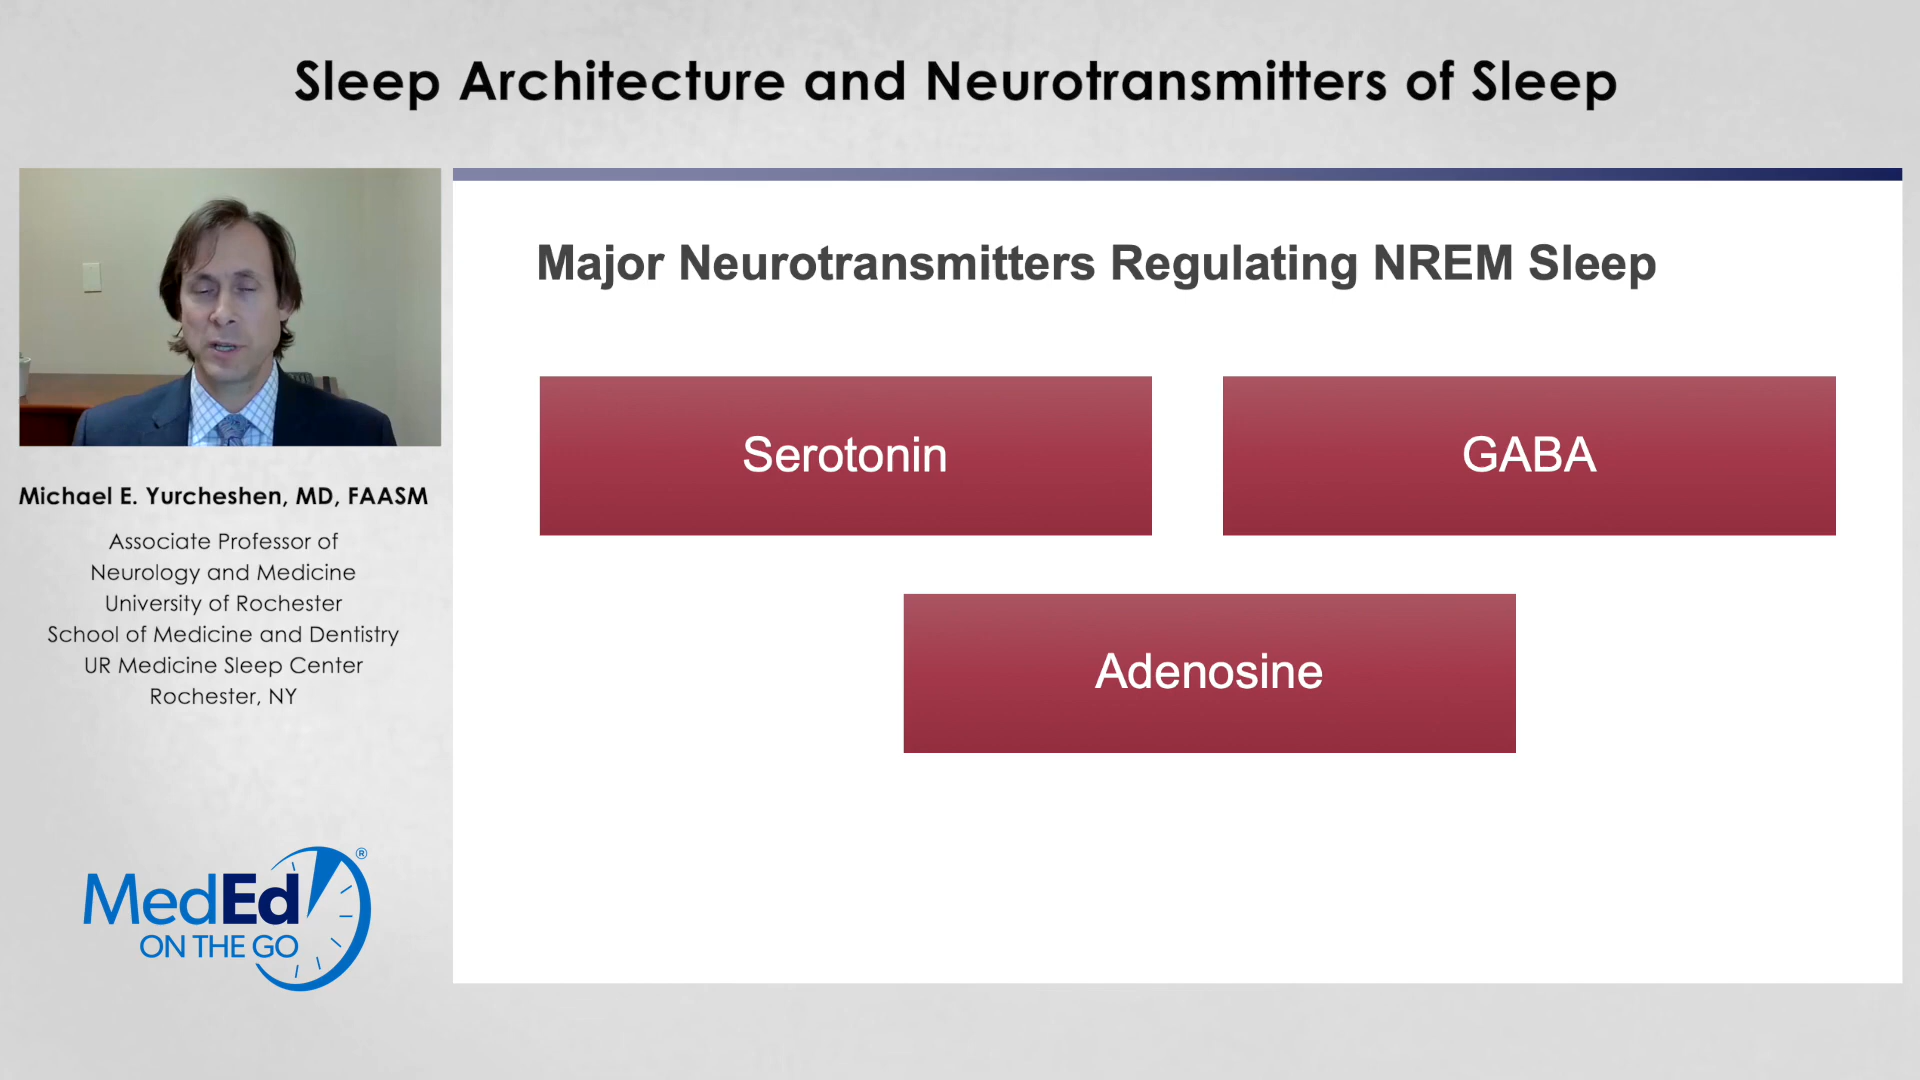 Sleep Architecture and Neurotransmitters of Sleep
Michael E. Yurcheshen, MD, FAASM
Associate Professor of
Neurology and Medicine
University of Rochester
School of Medicine and Dentistry
UR Medicine Sleep Center
Rochester, NY
MedEd®
ON THE GO
Major Neurotransmitters Regulating NREM Sleep
Serotonin
GABA
Adenosine